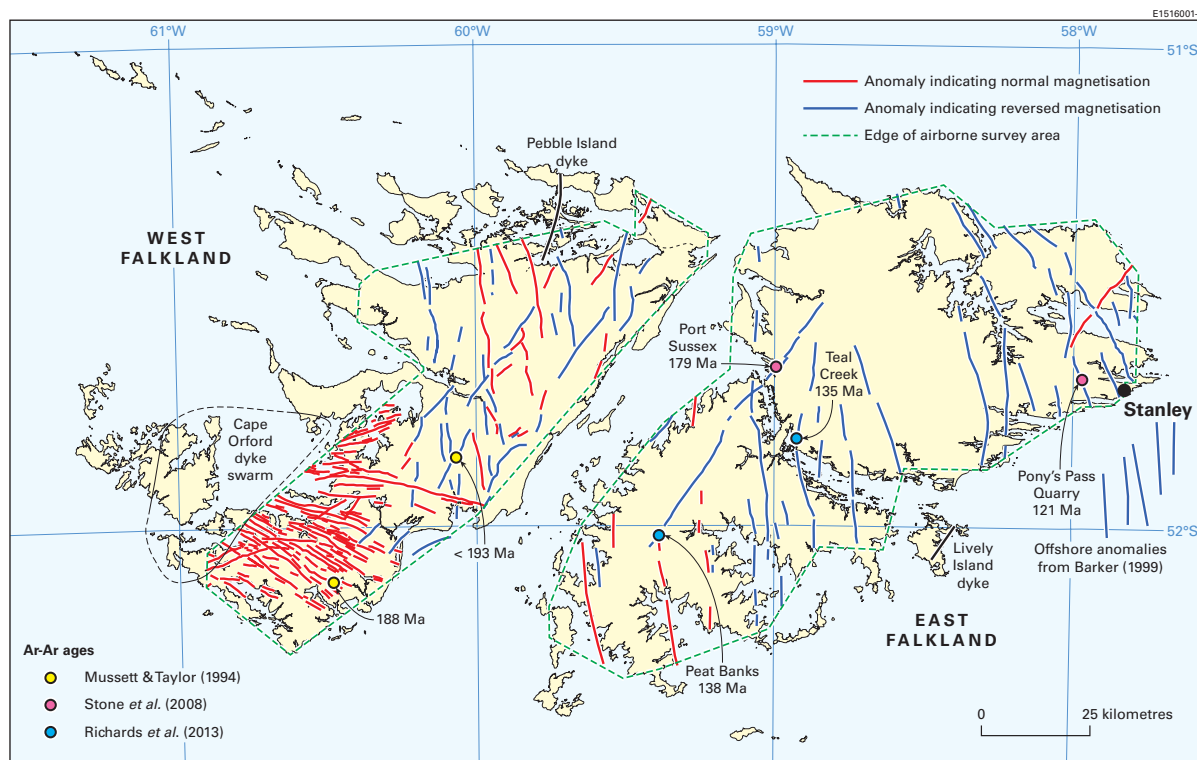 E1516001-
61°W
60°W
59°W
58°W
51°S
Anomaly indicating normal magnetisation
Anomaly indicating reversed magnetisation
Edge of airborne survey area
Pebble Island
dyke
WEST
FALKLAND
Port
Sussex
179 Ma
Teal
Creek
135 Ma
Stanley
Cape
Orford
dyke
swarm
Pony's Pass
Quarry
121 Ma
52°S
< 193 Ma
Lively
Island
dyke
Offshore anomalies
from Barker (1999)
188 Ma
EAST
FALKLAND
Peat Banks
138 Ma
Ar-Ar ages
Mussett & Taylor (1994)
Stone et al. (2008)
Richards et al. (2013)
0 25 kilometres